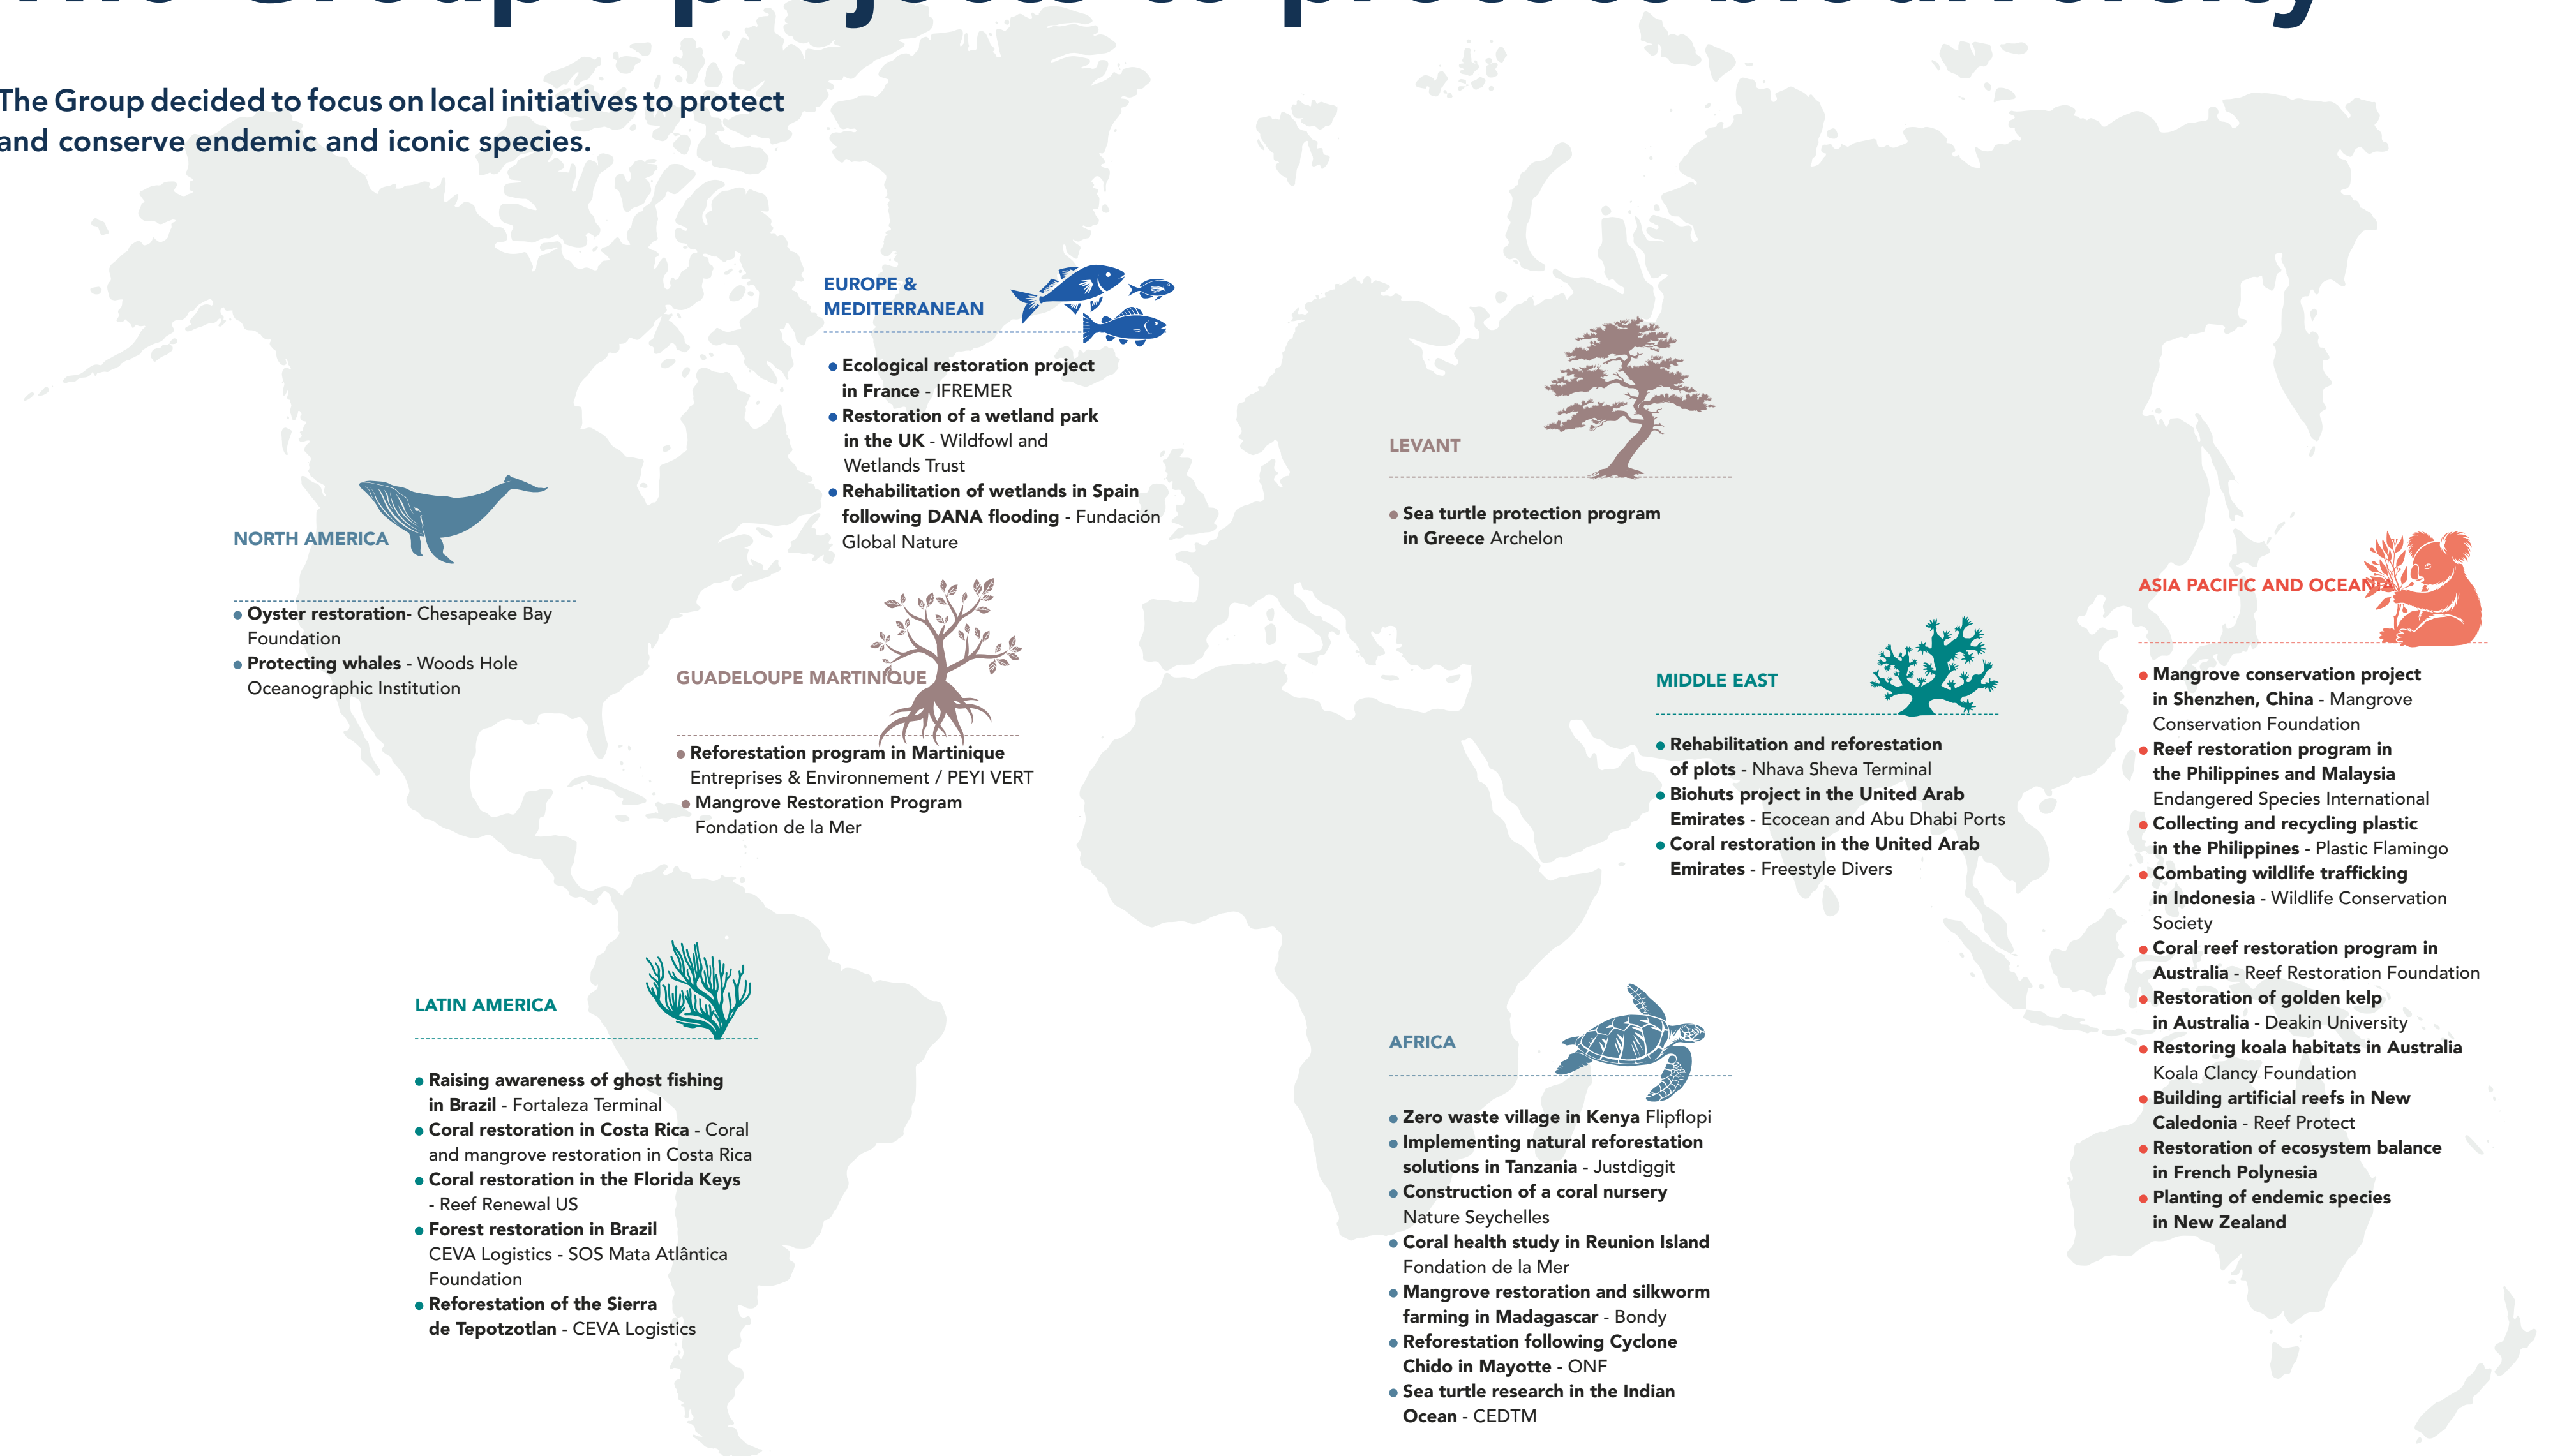 The Group's projects to protect biodiversity
The Group decided to focus on local initiatives to protect
and conserve endemic and iconic species.
EUROPE &
MEDITERRANEAN
● Ecological restoration project
in France - IFREMER
● Restoration of a wetland park
in the UK - Wildfowl and
Wetlands Trust
● Rehabilitation of wetlands in Spain
following DANA flooding - Fundación
Global Nature
LEVANT
● Sea turtle protection program
in Greece Archelon
NORTH AMERICA
● Oyster restoration- Chesapeake Bay
Foundation
● Protecting whales - Woods Hole
Oceanographic Institution
GUADELOUPE MARTINIQUE
● Reforestation program in Martinique
Entreprises & Environnement / PEYI VERT
● Mangrove Restoration Program
Fondation de la Mer
MIDDLE EAST
● Rehabilitation and reforestation
of plots - Nhava Sheva Terminal
● Biohuts project in the United Arab
Emirates - Ecocean and Abu Dhabi Ports
● Coral restoration in the United Arab
Emirates - Freestyle Divers
ASIA PACIFIC AND OCEANIA
● Mangrove conservation project
in Shenzhen, China - Mangrove
Conservation Foundation
● Reef restoration program in
the Philippines and Malaysia
Endangered Species International
● Collecting and recycling plastic
in the Philippines - Plastic Flamingo
● Combating wildlife trafficking
in Indonesia - Wildlife Conservation
Society
● Coral reef restoration program in
Australia - Reef Restoration Foundation
● Restoration of golden kelp
in Australia - Deakin University
● Restoring koala habitats in Australia
Koala Clancy Foundation
● Building artificial reefs in New
Caledonia - Reef Protect
● Restoration of ecosystem balance
in French Polynesia
● Planting of endemic species
in New Zealand
LATIN AMERICA
● Raising awareness of ghost fishing
in Brazil - Fortaleza Terminal
● Coral restoration in Costa Rica - Coral
and mangrove restoration in Costa Rica
● Coral restoration in the Florida Keys
- Reef Renewal US
● Forest restoration in Brazil
CEVA Logistics - SOS Mata Atlântica
Foundation
● Reforestation of the Sierra
de Tepotzotlan - CEVA Logistics
AFRICA
● Zero waste village in Kenya Flipflopi
● Implementing natural reforestation
solutions in Tanzania - Justdiggit
● Construction of a coral nursery
Nature Seychelles
● Coral health study in Reunion Island
Fondation de la Mer
● Mangrove restoration and silkworm
farming in Madagascar - Bondy
● Reforestation following Cyclone
Chido in Mayotte - ONF
● Sea turtle research in the Indian
Ocean - CEDTM